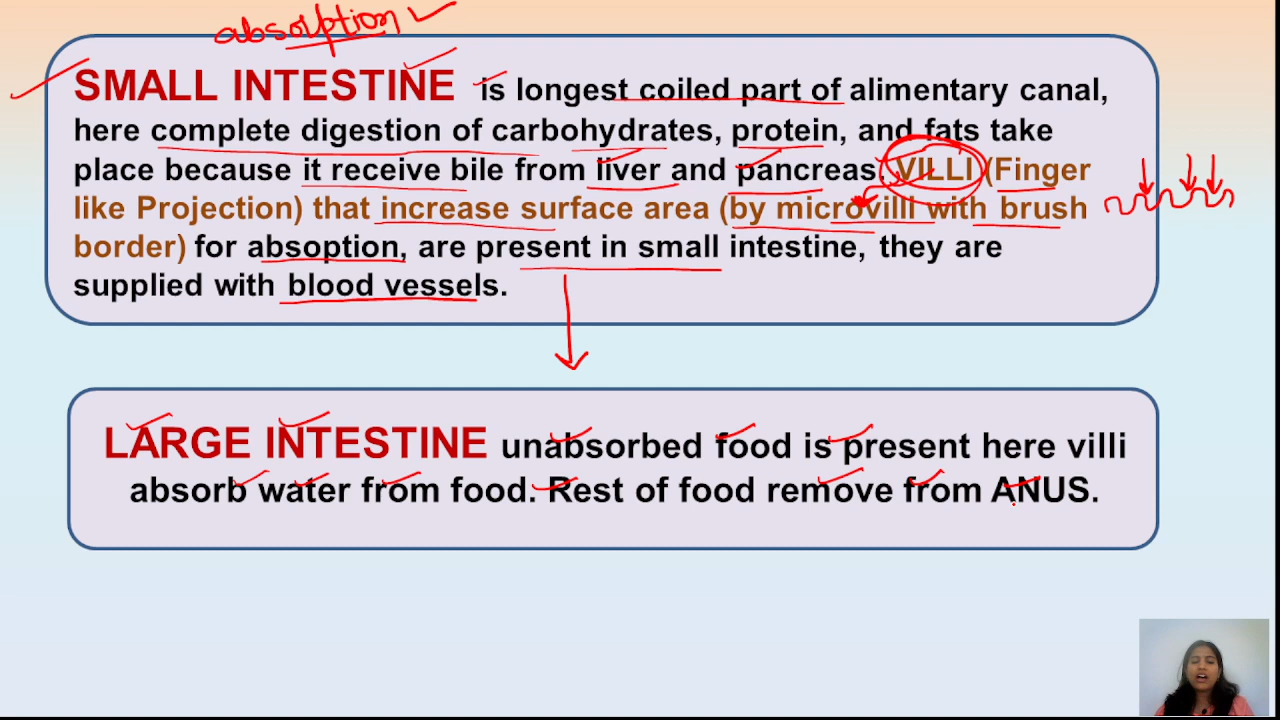 absorption
SMALL INTESTINE is longest coiled part of alimentary canal,
here complete digestion of carbohydrates, protein, and fats take
place because it receive bile from liver and pancreas. VILLI (Finger
like Projection) that increase surface area (by microvilli with brush
border) for absoption, are present in small intestine, they are
supplied with blood vessels.
LARGE INTESTINE unabsorbed food is present here villi
absorb water from food. Rest of food remove from ANUS.